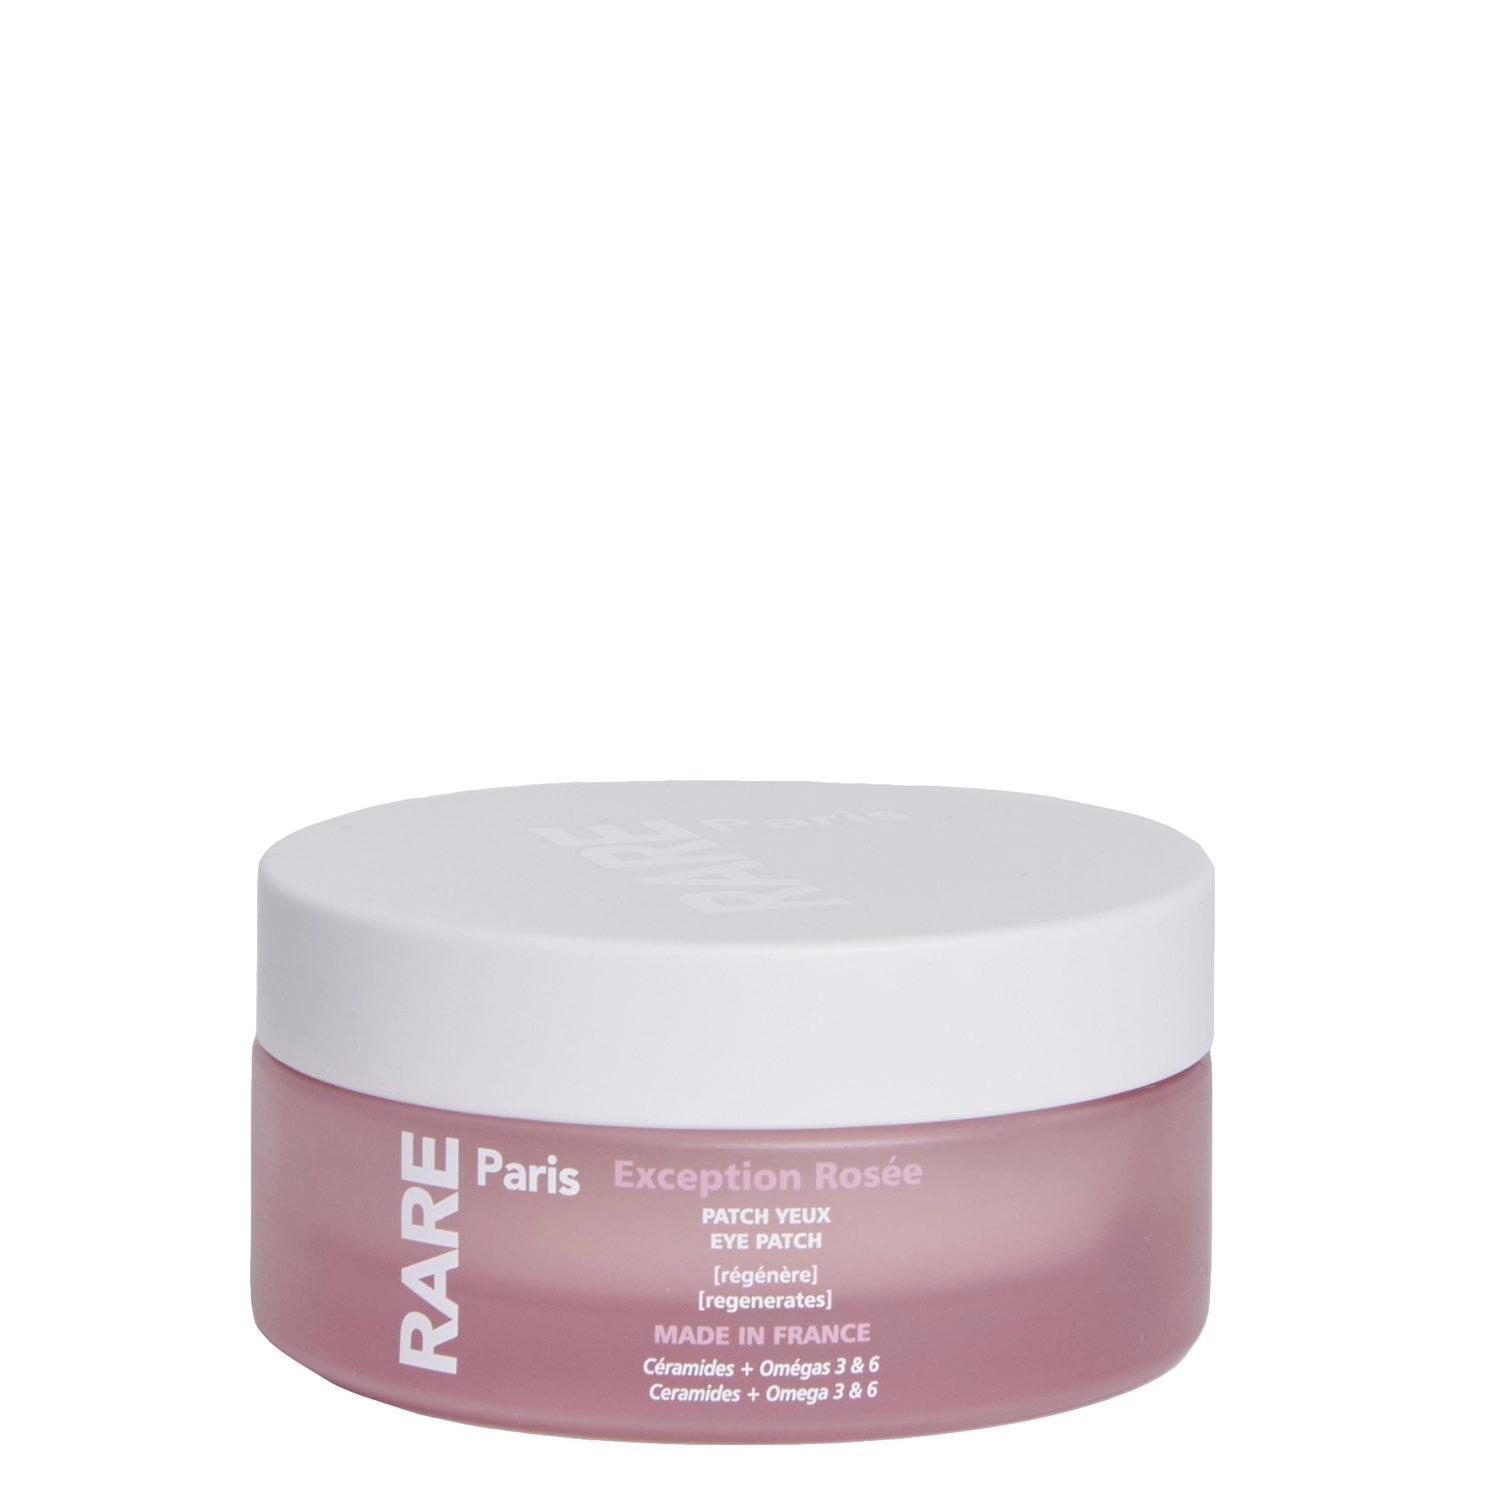 RARE
Paris
RARE
Paris
Exception Rosée
PATCH YEUX
EYE PATCH
[régénère]
[regenerates]
MADE IN FRANCE
Céramides + Omégas 3 & 6
Ceramides + Omega 3 & 6